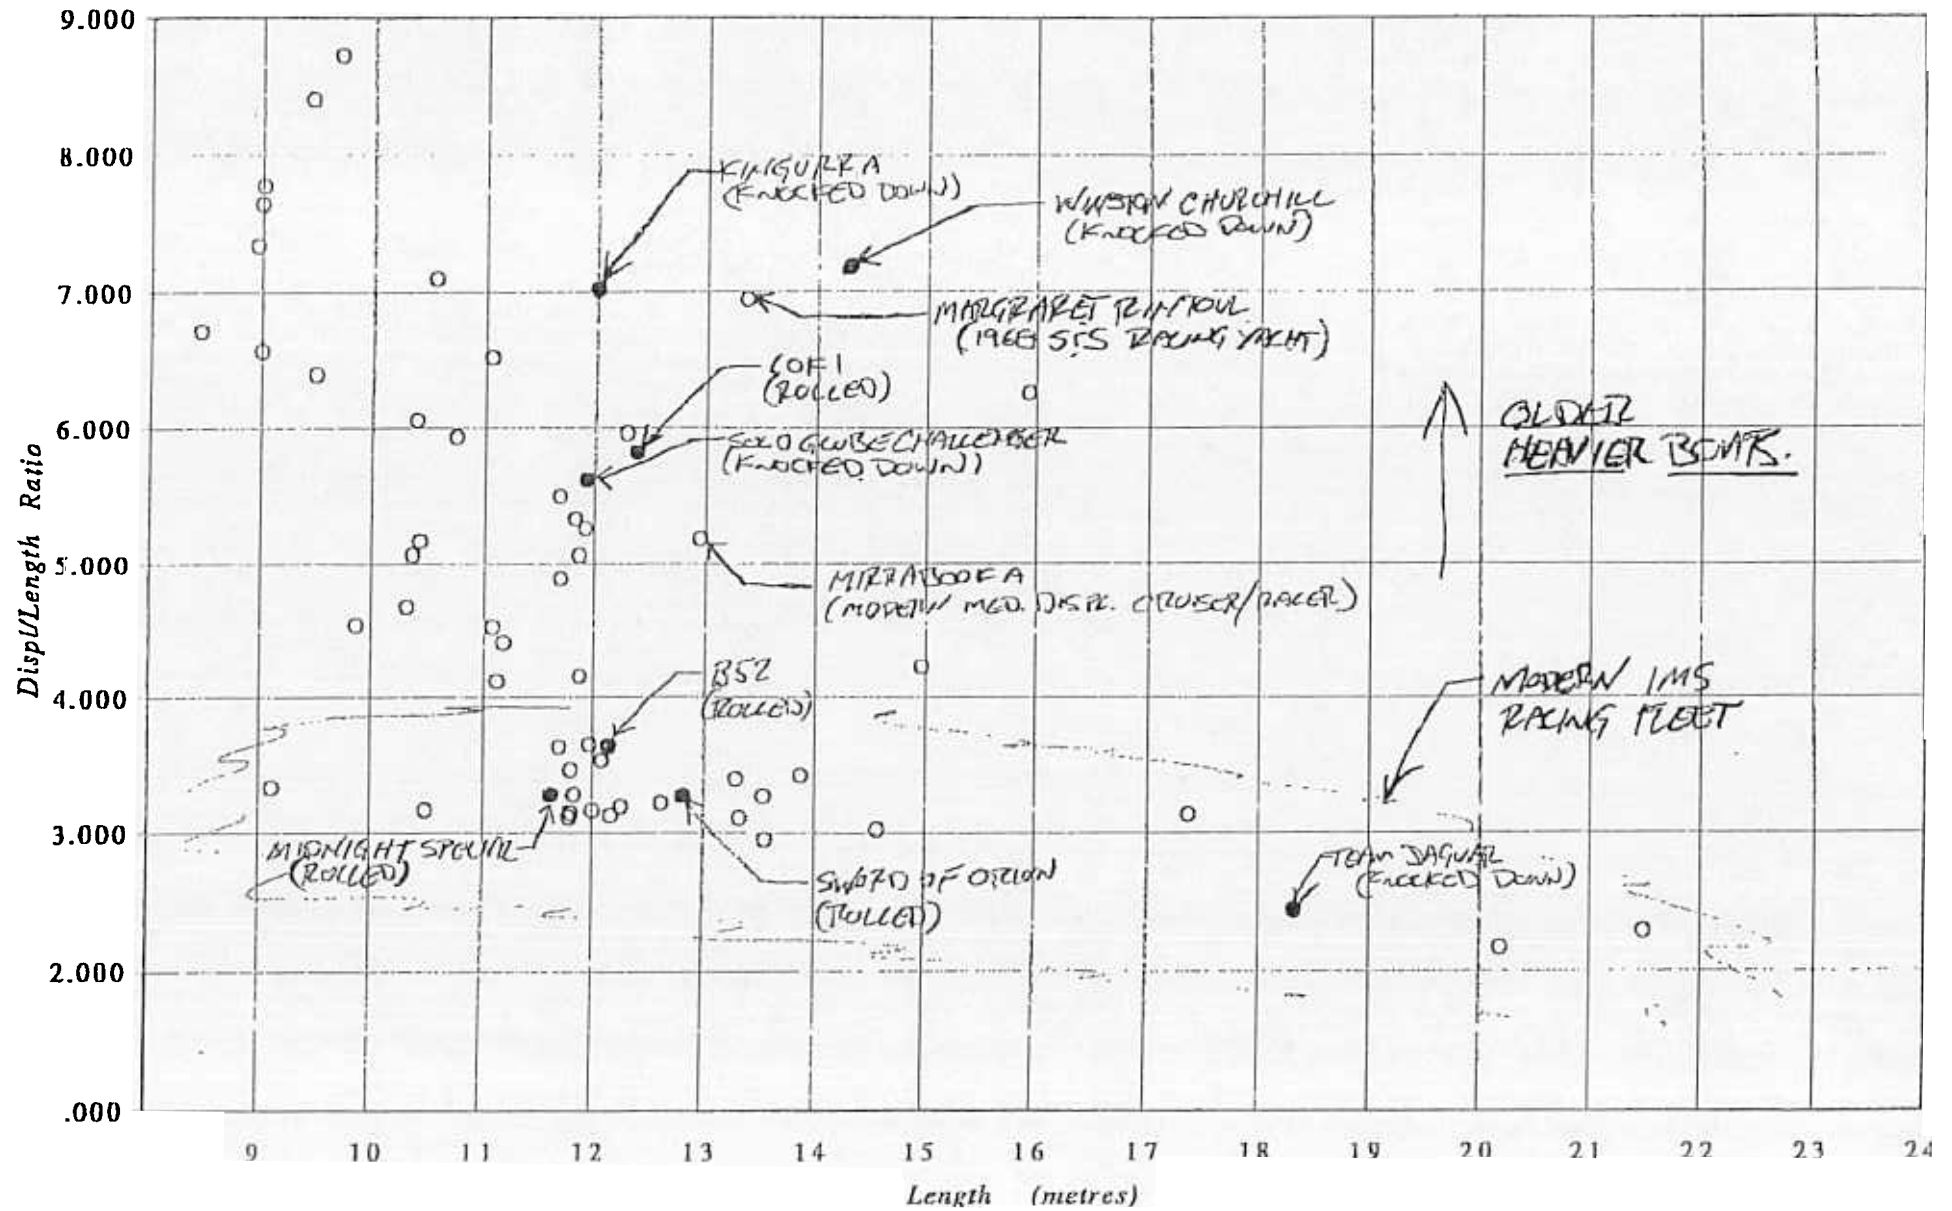 9.000
8.000
7.000
6.000
5.000
4.000
3.000
2.000
.000
Displ/Length Ratio
KINGURRA
(KNOCKED DOWN)
WINSTON CHURCHILL
(KNOCKED DOWN)
MARGRARET RINTOUL
(196 S&S RACING YACHT)
(ROLLED)
SOLO GLOBE CHALLENGER
(KNOCKED DOWN)
OLDER
HEAVIER BOATS.
MIRRABOOKA
(MODERN MED. DISPL. CRUISER/RACER)
B52
(ROLLED)
MODERN IMS
RACING FLEET
MIDNIGHT SPECIAL
(ROLLED)
SWORD OF ORION
(ROLLED)
TEAM JAGUAR
(KNOCKED DOWN)
9 10 11 12 13 14 15 16 17 18 19 20 21 22 23 24
Length (metres)